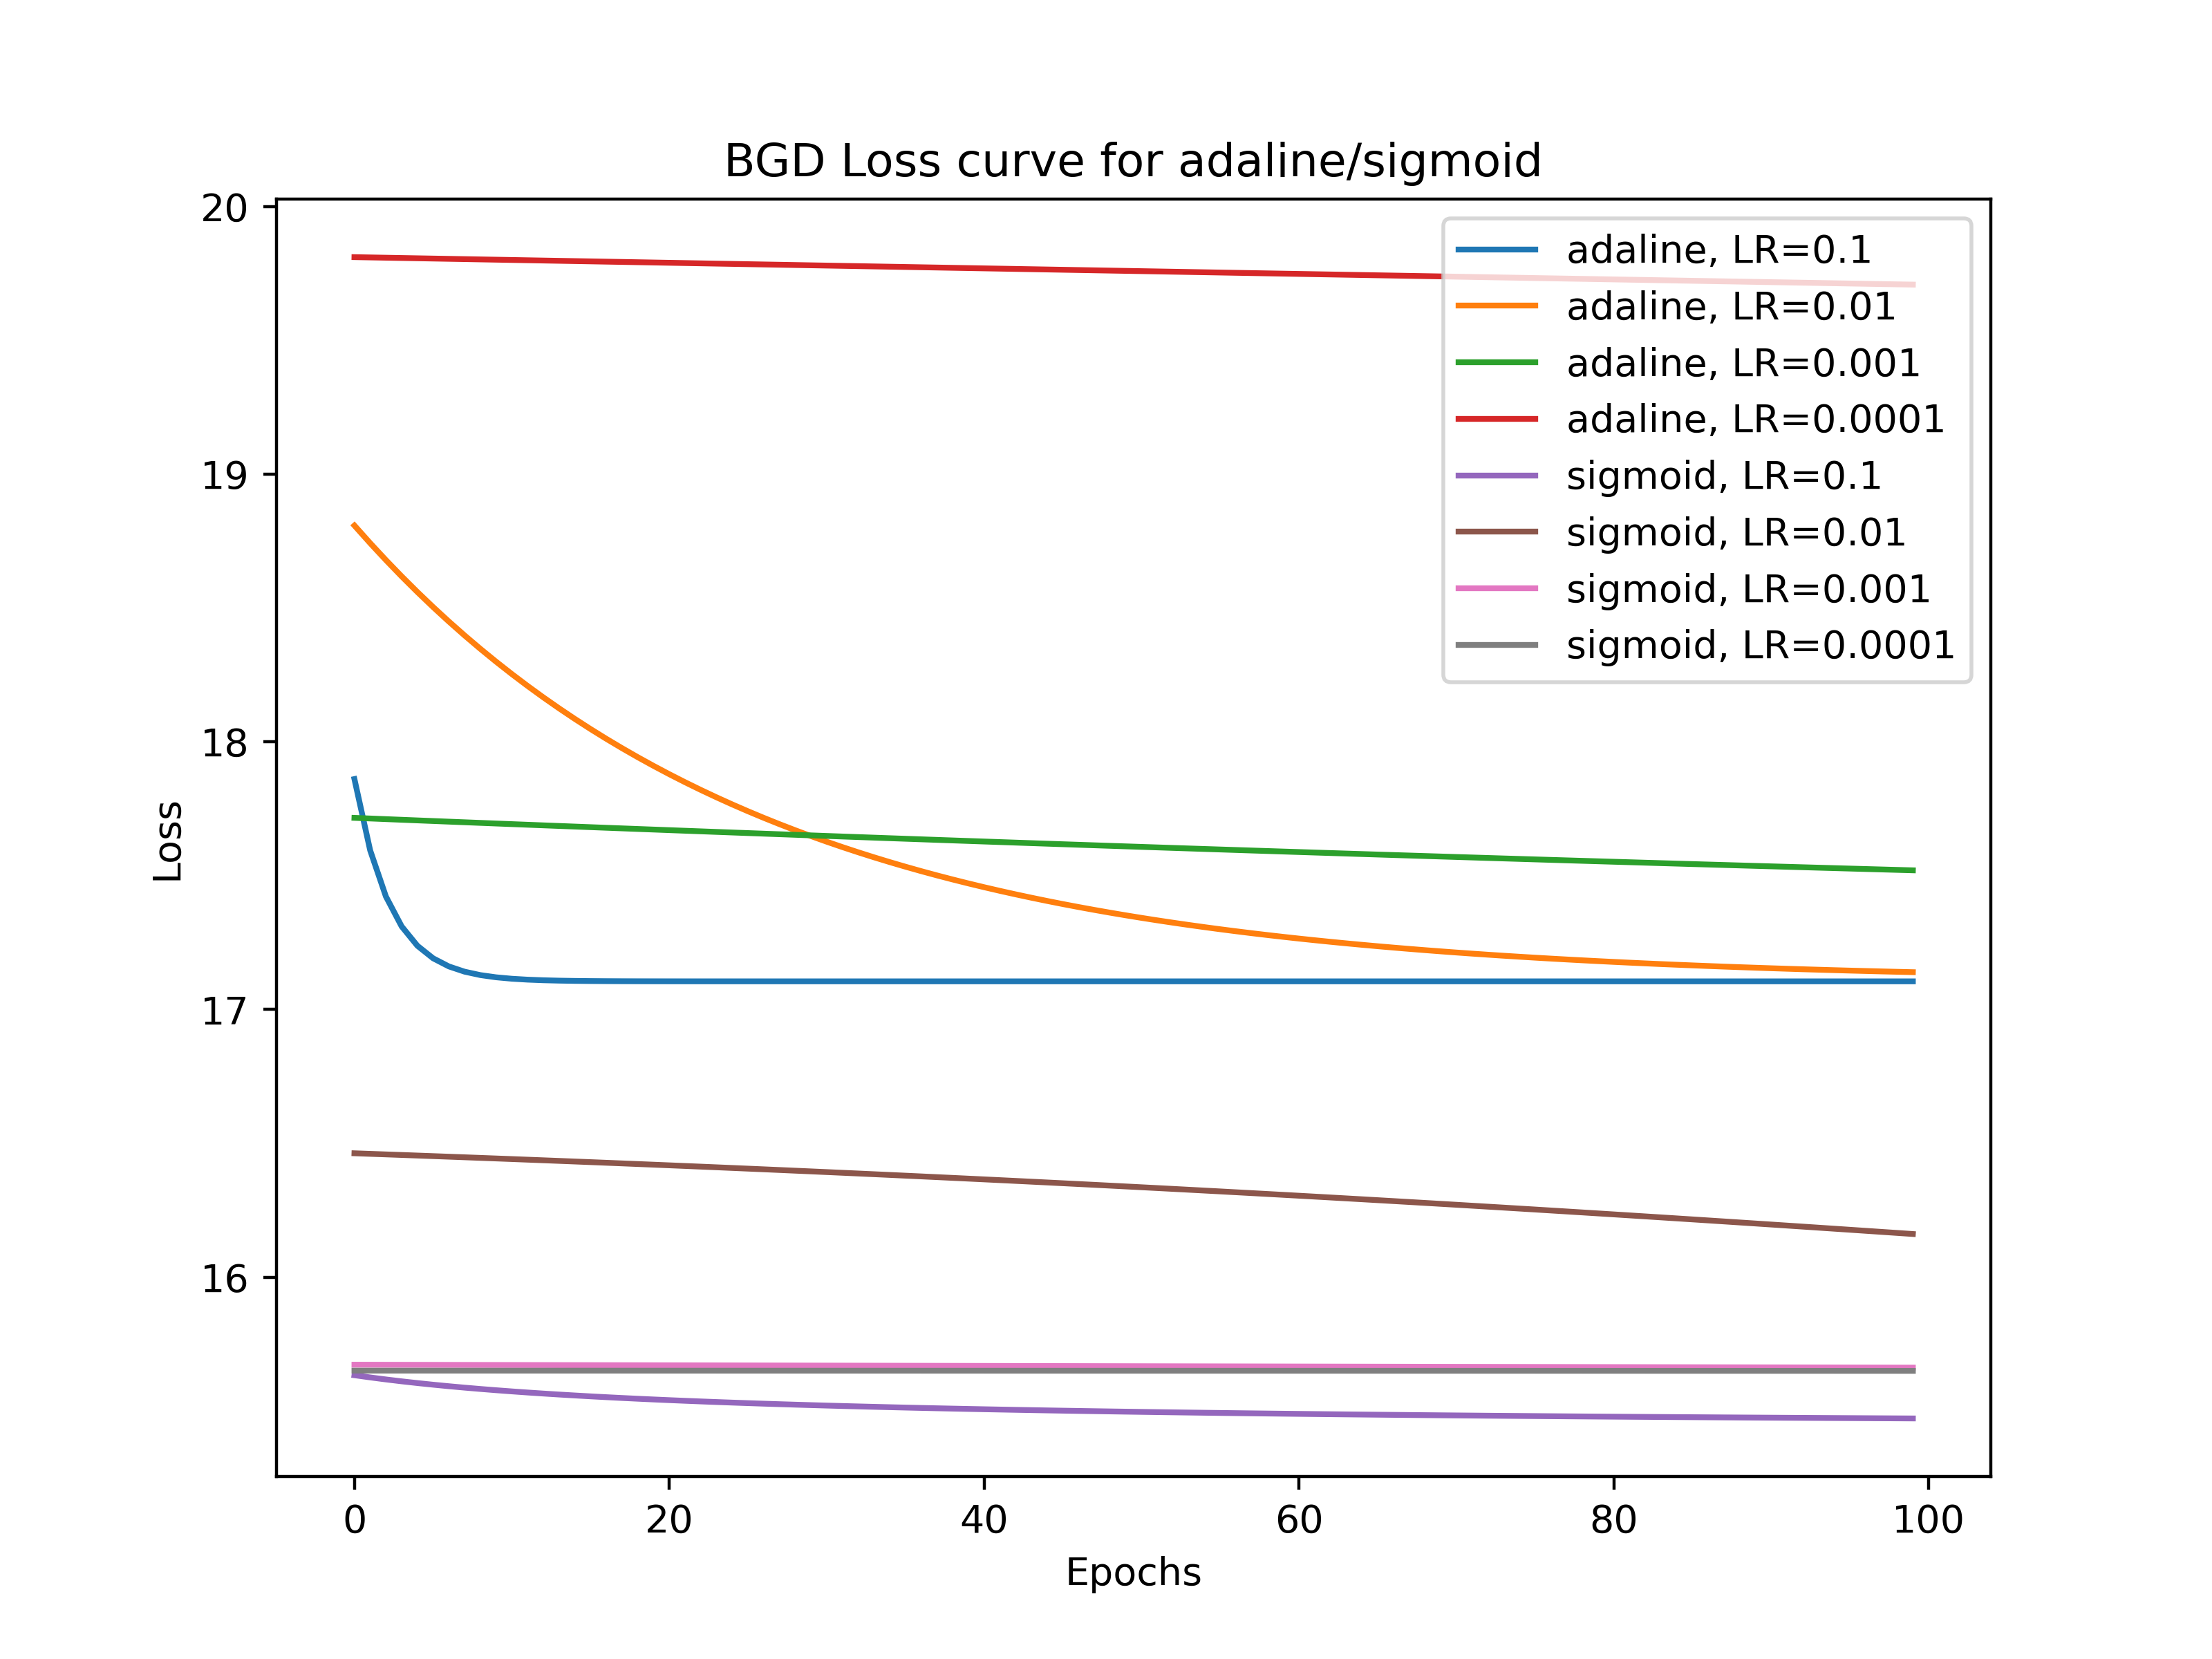 BGD Loss curve for adaline/sigmoid
20
19
18
17
16
Loss
adaline, LR=0.1
adaline, LR=0.01
adaline, LR=0.001
adaline, LR=0.0001
sigmoid, LR=0.1
sigmoid, LR=0.01
sigmoid, LR=0.001
sigmoid, LR=0.0001
0 20 40 60 80 100
Epochs